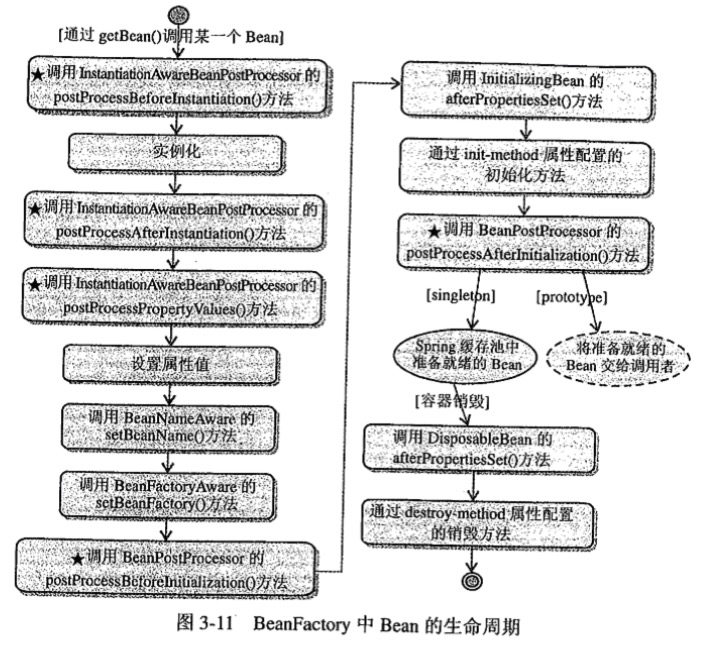 [通过 getBean()调用某一个 Bean]
★调用 InstantiationAwareBeanPostProcessor 的
postProcessBeforeInstantiation()方法
实例化
★调用 InstantiationAwareBeanPostProcessor 的
postProcessAfterInstantiation()方法
★调用 InstantiationAwareBeanPostProcessor 的
postProcessPropertyValues()方法
设置属性值
调用 BeanNameAware 的
setBeanName()方法
调用 BeanFactoryAware 的
setBeanFactory()方法
★调用 BeanPostProcessor 的
postProcessBeforeInitialization()方法
调用 InitializingBean 的
afterPropertiesSet()方法
通过 init-method 属性配置的
初始化方法
★调用 BeanPostProcessor 的
postProcessAfterInitialization()方法
[singleton]
[prototype]
Spring 缓存池中
准备就绪的 Bean
将准备就绪的
Bean 交给调用者
[容器销毁]
调用 DisposableBean 的
afterPropertiesSet()方法
通过 destroy-method 属性配置
的销毁方法
图 3-11 BeanFactory 中 Bean 的生命周期